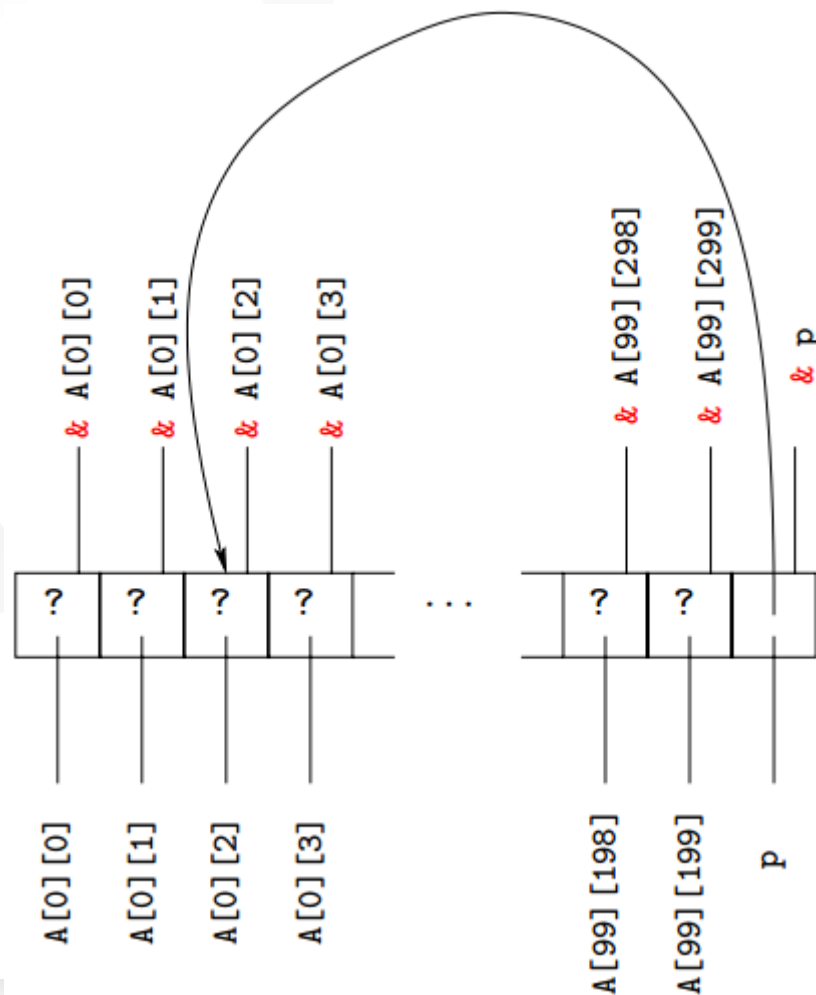 & A[0][0]
& A[0][1]
& A[0][2]
& A[0][3]
& A[99][298]
& A[99][299]
& p
?
?
?
?
...
?
?
A[0][0]
A[0][1]
A[0][2]
A[0][3]
A[99][198]
A[99][199]
p